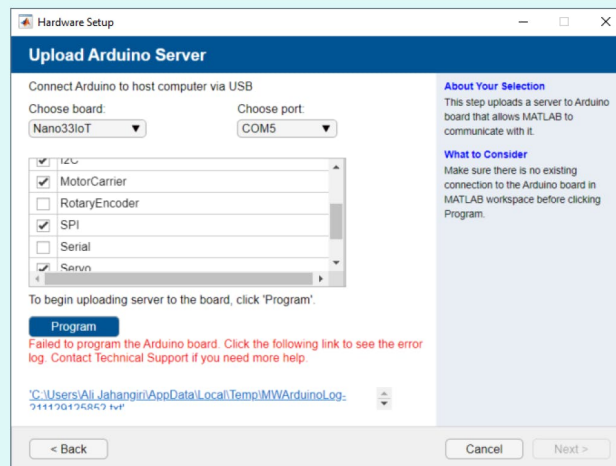 Hardware Setup
Upload Arduino Server
Connect Arduino to host computer via USB
Choose board:
Choose port:
Nano33IoT
COM5
I2C
MotorCarrier
RotaryEncoder
SPI
Serial
Servo
To begin uploading server to the board, click 'Program'.
Program
Failed to program the Arduino board. Click the following link to see the error
log. Contact Technical Support if you need more help.
'C:\Users\Ali Jahangiri\AppData\Local\Temp\MWArduinoLog-
211129125852.txt'
About Your Selection
This step uploads a server to Arduino
board that allows MATLAB to
communicate with it.
What to Consider
Make sure there is no existing
connection to the Arduino board in
MATLAB workspace before clicking
Program.
< Back
Cancel
Next >